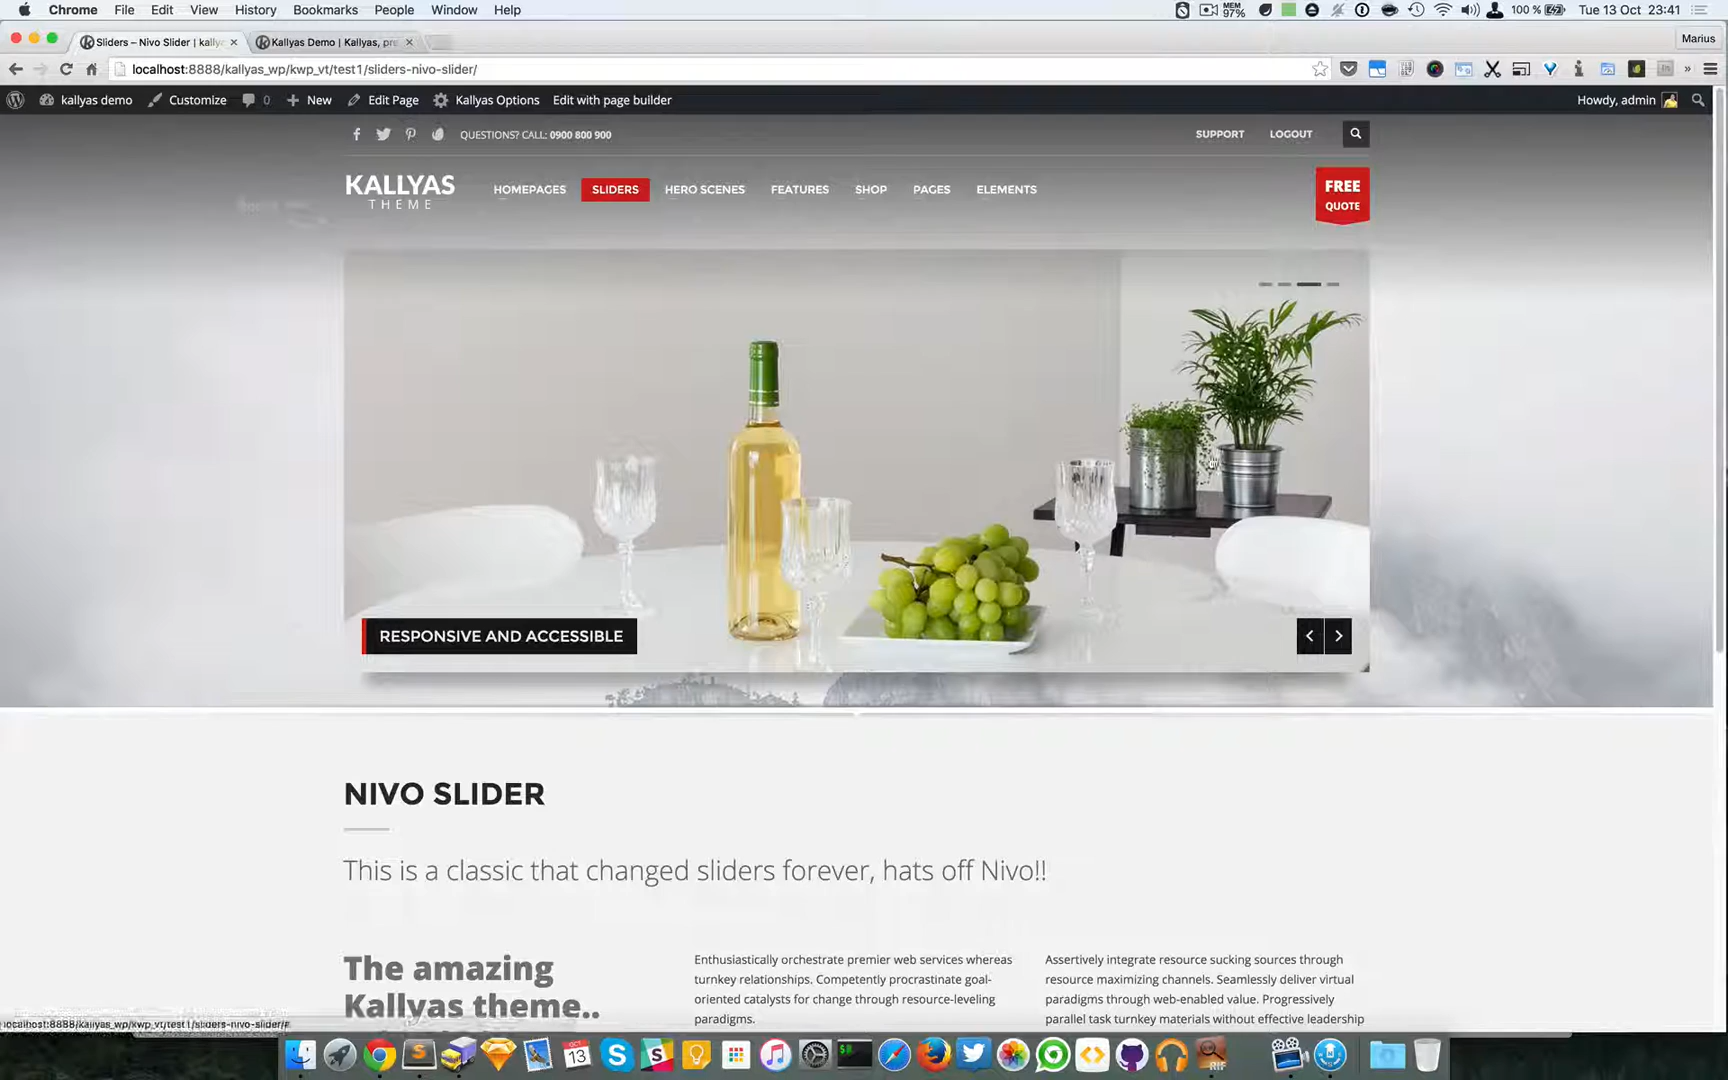 Chrome File Edit View History Bookmarks People Window Help MEM 97% 100 % Tue 13 Oct 23:41
Sliders – Nivo Slider | kally Kallyas Demo | Kallyas, pre Marius
localhost:8888/kallyas_wp/kwp_vt/test1/sliders-nivo-slider/
kallyas demo Customize 0 New Edit Page Kallyas Options Edit with page builder Howdy, admin
QUESTIONS? CALL: 0900 800 900 SUPPORT LOGOUT
KALLYAS
THEME
HOMEPAGES SLIDERS HERO SCENES FEATURES SHOP PAGES ELEMENTS
FREE
QUOTE
RESPONSIVE AND ACCESSIBLE
NIVO SLIDER
This is a classic that changed sliders forever, hats off Nivo!!
The amazing
Kallyas theme..
Enthusiastically orchestrate premier web services whereas
turnkey relationships. Competently procrastinate goal-
oriented catalysts for change through resource-leveling
paradigms.
Assertively integrate resource sucking sources through
resource maximizing channels. Seamlessly deliver virtual
paradigms through web-enabled value. Progressively
parallel task turnkey materials without effective leadership
localhost:8888/kallyas_wp/kwp_vt/test1/sliders-nivo-slider/#
13